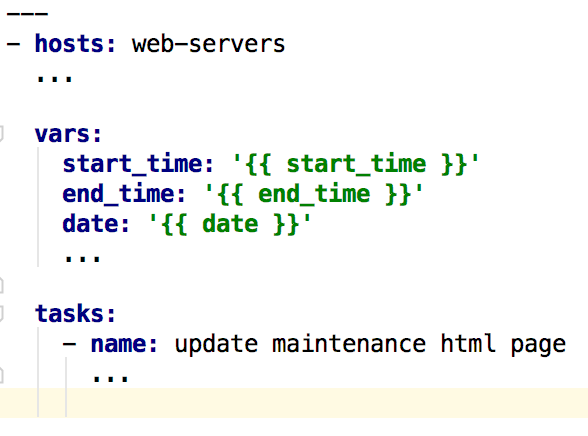 ---
- hosts: web-servers
  ...

  vars:
    start_time: '{{ start_time }}'
    end_time: '{{ end_time }}'
    date: '{{ date }}'
    ...

  tasks:
    - name: update maintenance html page
      ...